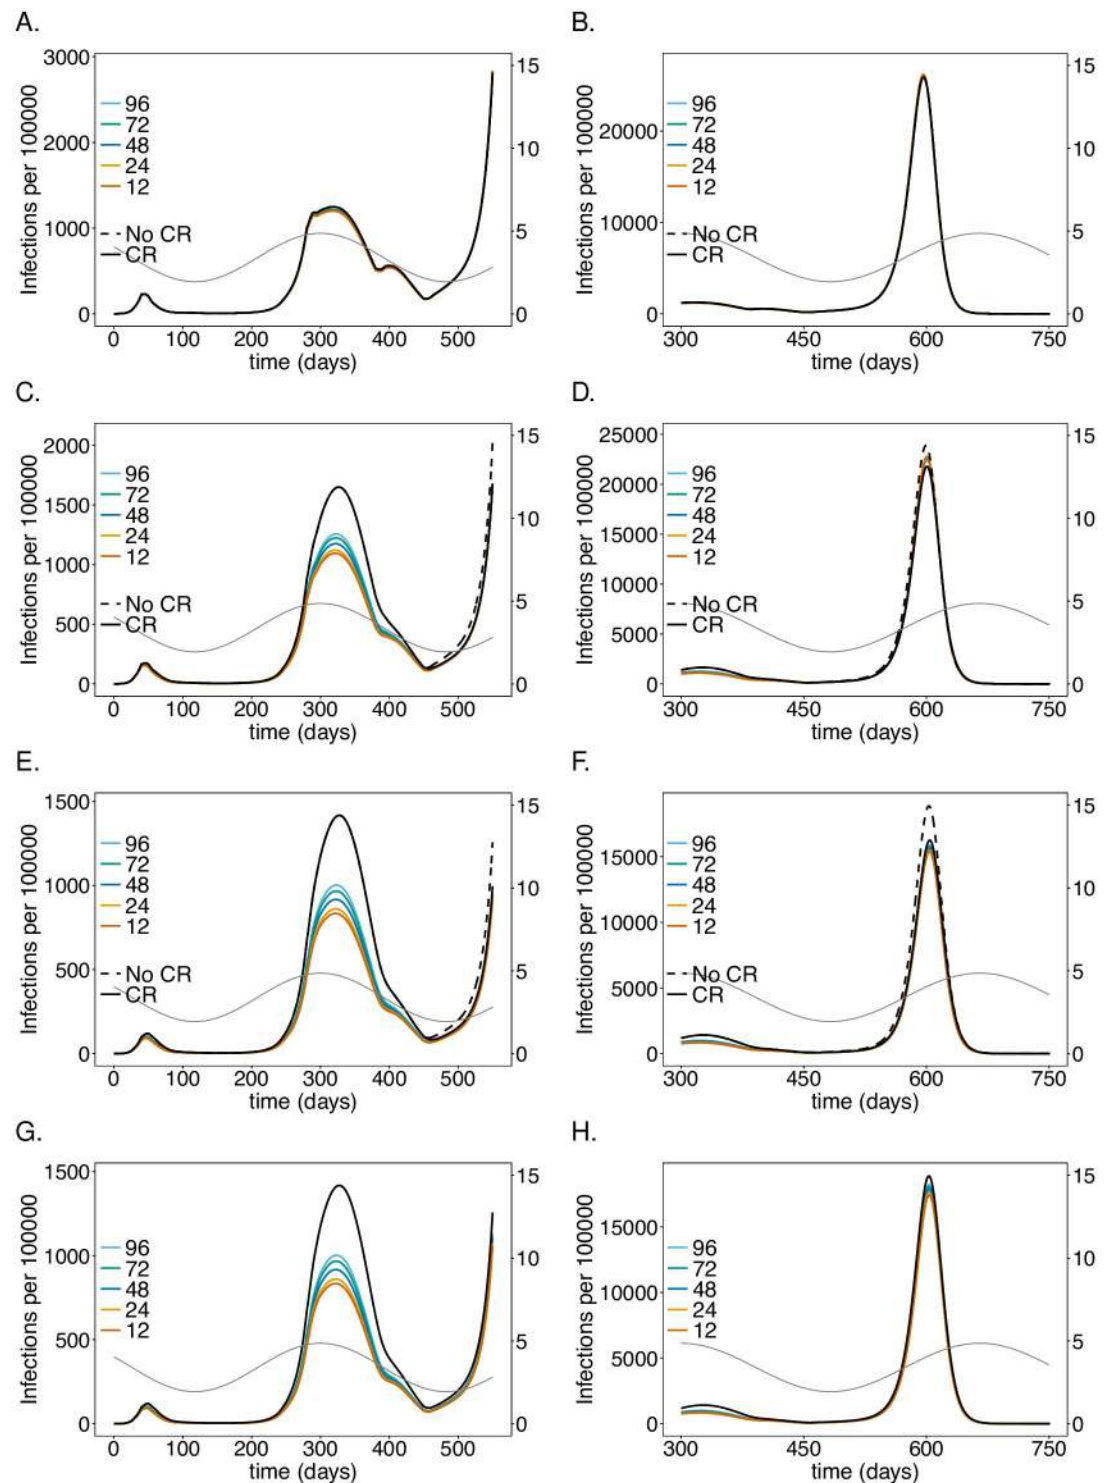 A.
Infections per 100000
3000
2000
1000
0
15
10
5
0
96
72
48
24
12
No CR
CR
0 100 200 300 400 500
time (days)
B.
Infections per 100000
20000
10000
0
15
10
5
0
96
72
48
24
12
No CR
CR
300 450 600 750
time (days)
C.
Infections per 100000
2000
1500
1000
500
0
15
10
5
0
96
72
48
24
12
No CR
CR
0 100 200 300 400 500
time (days)
D.
Infections per 100000
25000
20000
15000
10000
5000
0
15
10
5
0
96
72
48
24
12
No CR
CR
300 450 600 750
time (days)
E.
Infections per 100000
1500
1000
500
0
15
10
5
0
96
72
48
24
12
No CR
CR
0 100 200 300 400 500
time (days)
F.
Infections per 100000
15000
10000
5000
0
15
10
5
0
96
72
48
24
12
No CR
CR
300 450 600 750
time (days)
G.
Infections per 100000
1500
1000
500
0
15
10
5
0
96
72
48
24
12
0 100 200 300 400 500
time (days)
H.
Infections per 100000
15000
10000
5000
0
15
10
5
0
96
72
48
24
12
300 450 600 750
time (days)